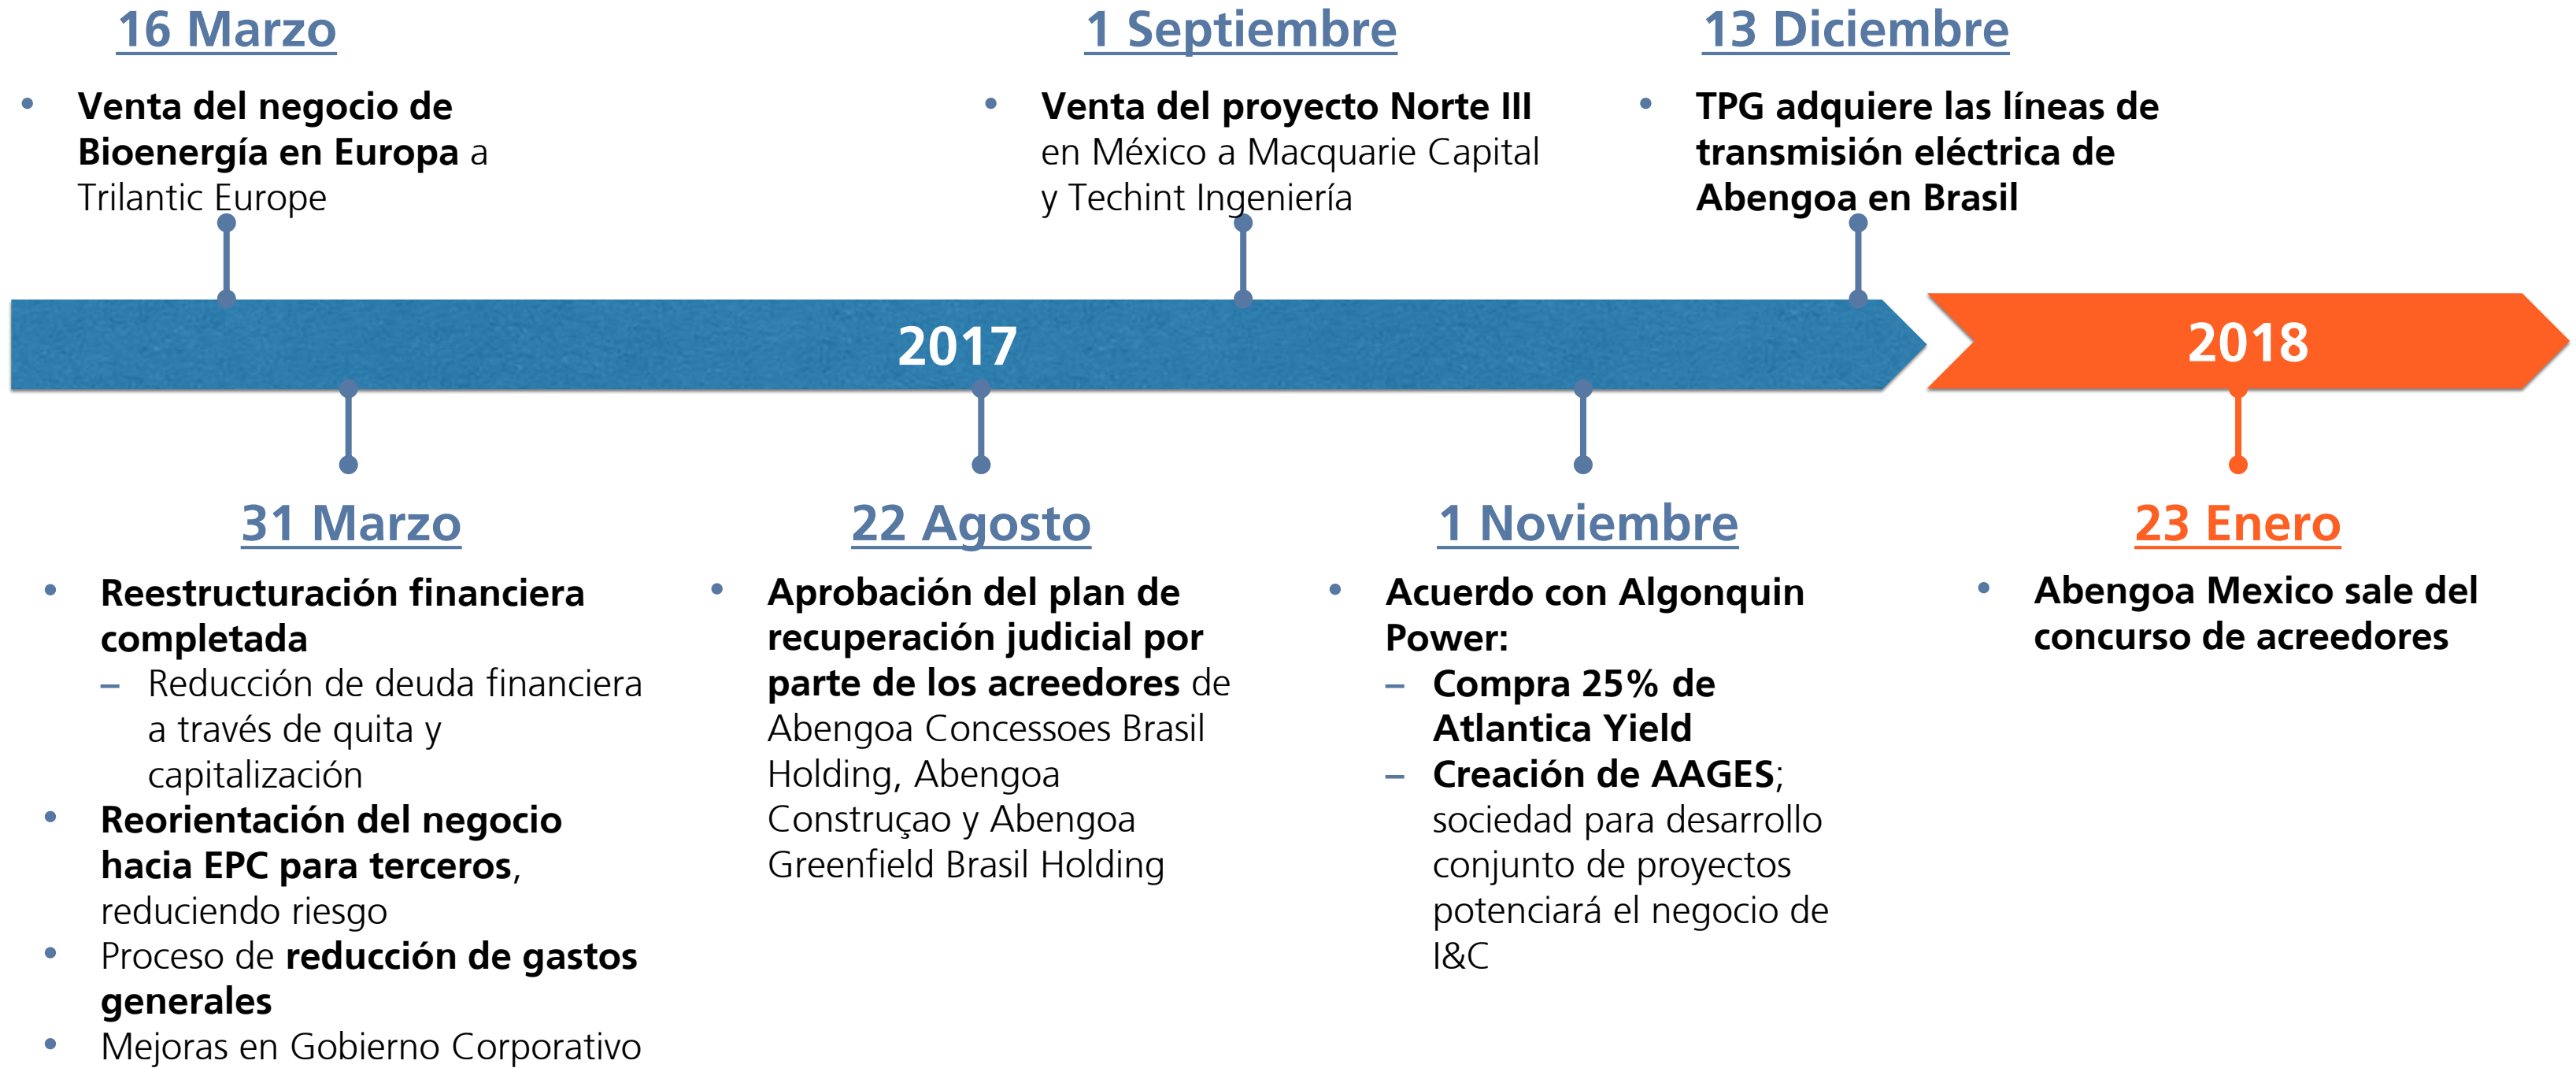 16 Marzo
• Venta del negocio de
Bioenergía en Europa a
Trilantic Europe
1 Septiembre
• Venta del proyecto Norte III
en México a Macquarie Capital
y Techint Ingeniería
13 Diciembre
• TPG adquiere las líneas de
transmisión eléctrica de
Abengoa en Brasil
2017
2018
31 Marzo
• Reestructuración financiera
completada
– Reducción de deuda financiera
a través de quita y
capitalización
• Reorientación del negocio
hacia EPC para terceros,
reduciendo riesgo
• Proceso de reducción de gastos
generales
• Mejoras en Gobierno Corporativo
22 Agosto
• Aprobación del plan de
recuperación judicial por
parte de los acreedores de
Abengoa Concessoes Brasil
Holding, Abengoa
Construçao y Abengoa
Greenfield Brasil Holding
1 Noviembre
• Acuerdo con Algonquin
Power:
– Compra 25% de
Atlantica Yield
– Creación de AAGES;
sociedad para desarrollo
conjunto de proyectos
potenciará el negocio de
I&C
23 Enero
• Abengoa Mexico sale del
concurso de acreedores